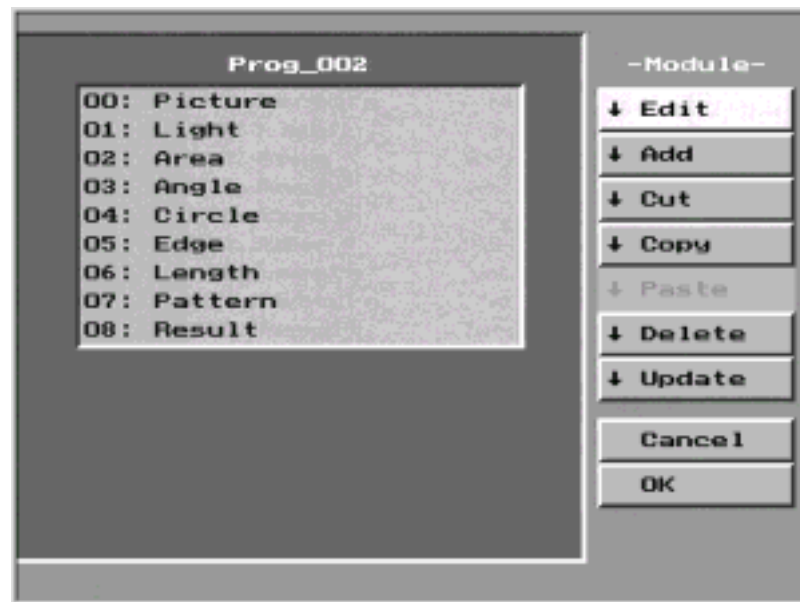 Prog_002
00: Picture
01: Light
02: Area
03: Angle
04: Circle
05: Edge
06: Length
07: Pattern
08: Result
-Module-
↓ Edit
↓ Add
↓ Cut
↓ Copy
↓ Paste
↓ Delete
↓ Update
Cancel
OK